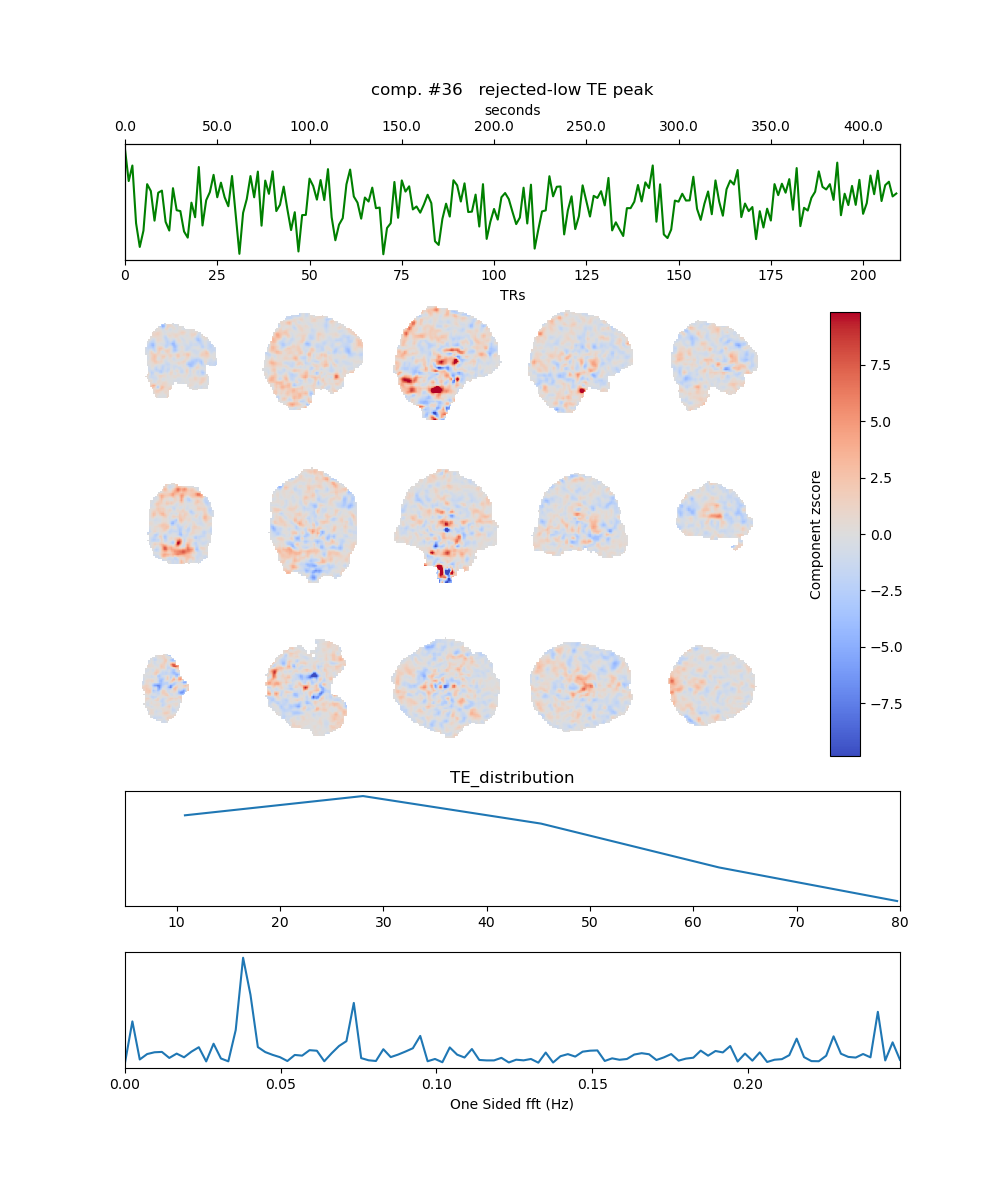 comp. #36   rejected-low TE peak
seconds
0.0 50.0 100.0 150.0 200.0 250.0 300.0 350.0 400.0
0 25 50 75 100 125 150 175 200
TRs
7.5
5.0
2.5
0.0
−2.5
−5.0
−7.5
Component zscore
TE_distribution
10 20 30 40 50 60 70 80
0.00 0.05 0.10 0.15 0.20
One Sided fft (Hz)